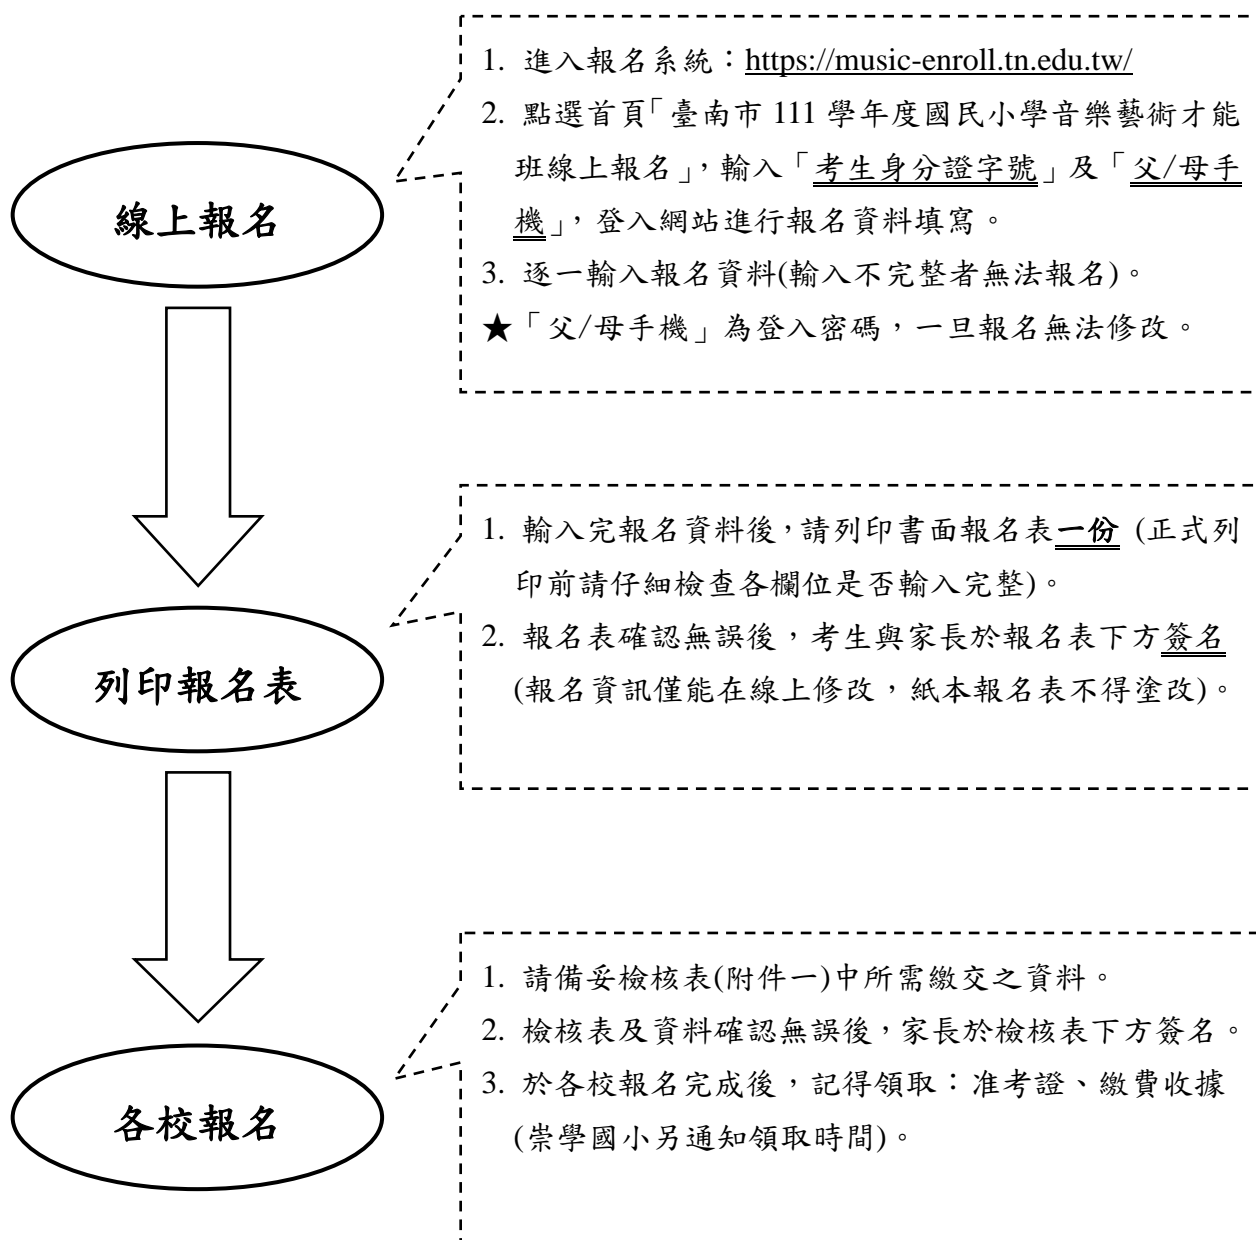 線上報名
1. 進入報名系統：https://music-enroll.tn.edu.tw/
2. 點選首頁「臺南市 111 學年度國民小學音樂藝術才能
班線上報名」，輸入「考生身分證字號」及「父/母手
機」，登入網站進行報名資料填寫。
3. 逐一輸入報名資料(輸入不完整者無法報名)。
★「父/母手機」為登入密碼，一旦報名無法修改。
列印報名表
1. 輸入完報名資料後，請列印書面報名表一份 (正式列
印前請仔細檢查各欄位是否輸入完整)。
2. 報名表確認無誤後，考生與家長於報名表下方簽名
(報名資訊僅能在線上修改，紙本報名表不得塗改)。
各校報名
1. 請備妥檢核表(附件一)中所需繳交之資料。
2. 檢核表及資料確認無誤後，家長於檢核表下方簽名。
3. 於各校報名完成後，記得領取：准考證、繳費收據
(崇學國小另通知領取時間)。